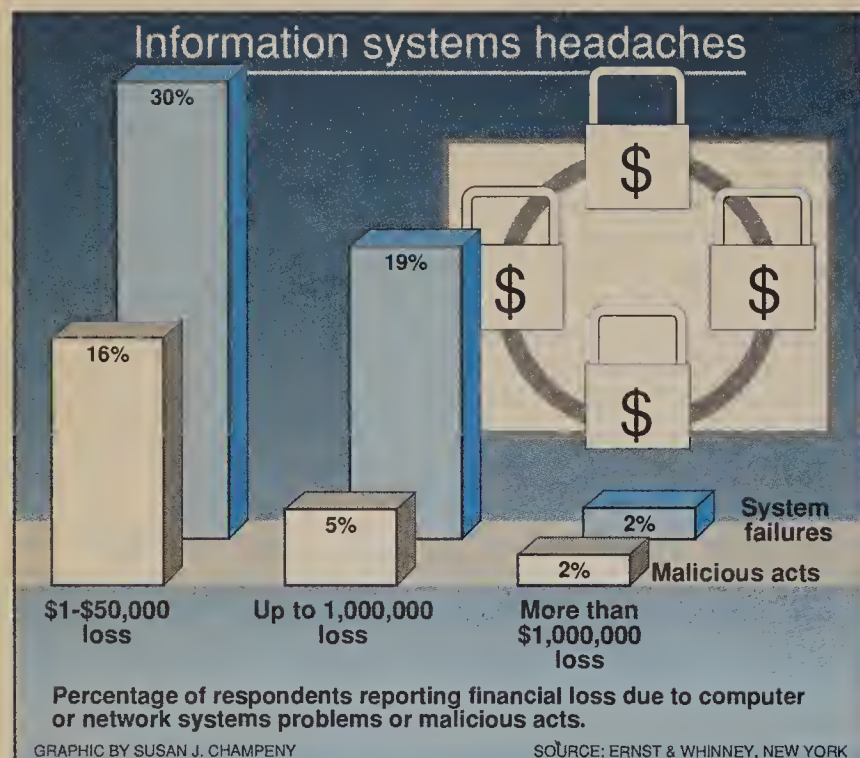 Information systems headaches
30%
19%
16%
5%
2%
2%
$
$
$
$
System
failures
Malicious acts
$1-$50,000
loss
Up to 1,000,000
loss
More than
$1,000,000
loss
Percentage of respondents reporting financial loss due to computer
or network systems problems or malicious acts.
GRAPHIC BY SUSAN J. CHAMPENY
SOURCE: ERNST & WHINNEY, NEW YORK